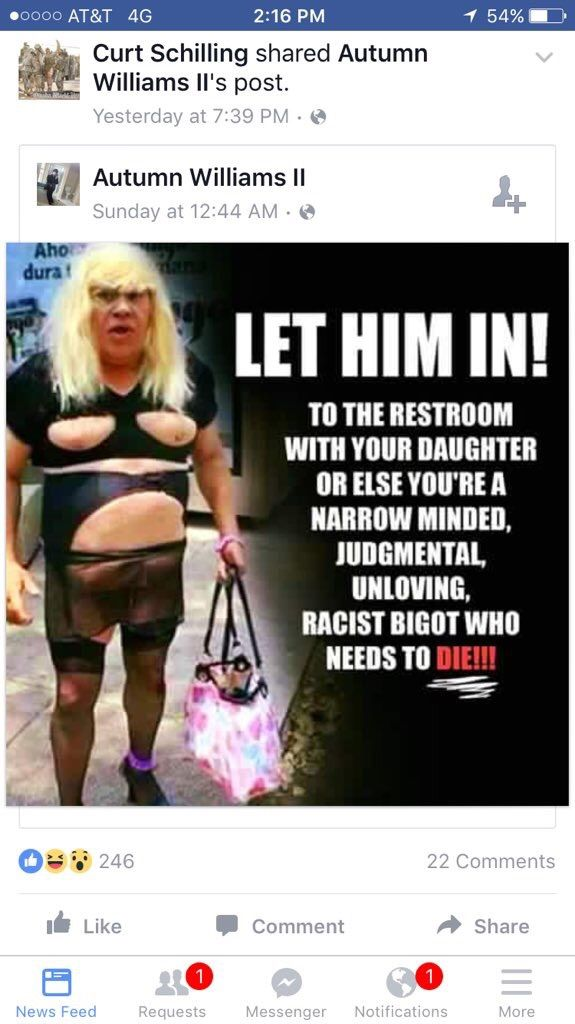 AT&T 4G 2:16 PM 54%
Curt Schilling shared Autumn
Williams II's post.
Yesterday at 7:39 PM ·
Autumn Williams II
Sunday at 12:44 AM ·
LET HIM IN!
TO THE RESTROOM
WITH YOUR DAUGHTER
OR ELSE YOU'RE A
NARROW MINDED,
JUDGMENTAL,
UNLOVING,
RACIST BIGOT WHO
NEEDS TO DIE!!!
246 22 Comments
Like Comment Share
1 1
News Feed Requests Messenger Notifications More